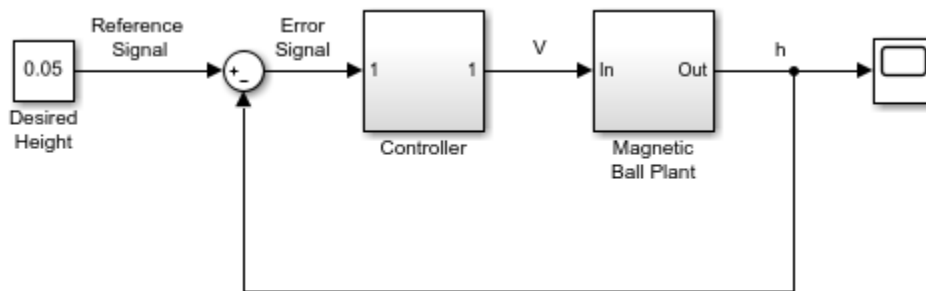 Reference
Signal
Error
Signal
0.05
+
-
1
1
V
In
Out
h
Desired
Height
Controller
Magnetic
Ball Plant